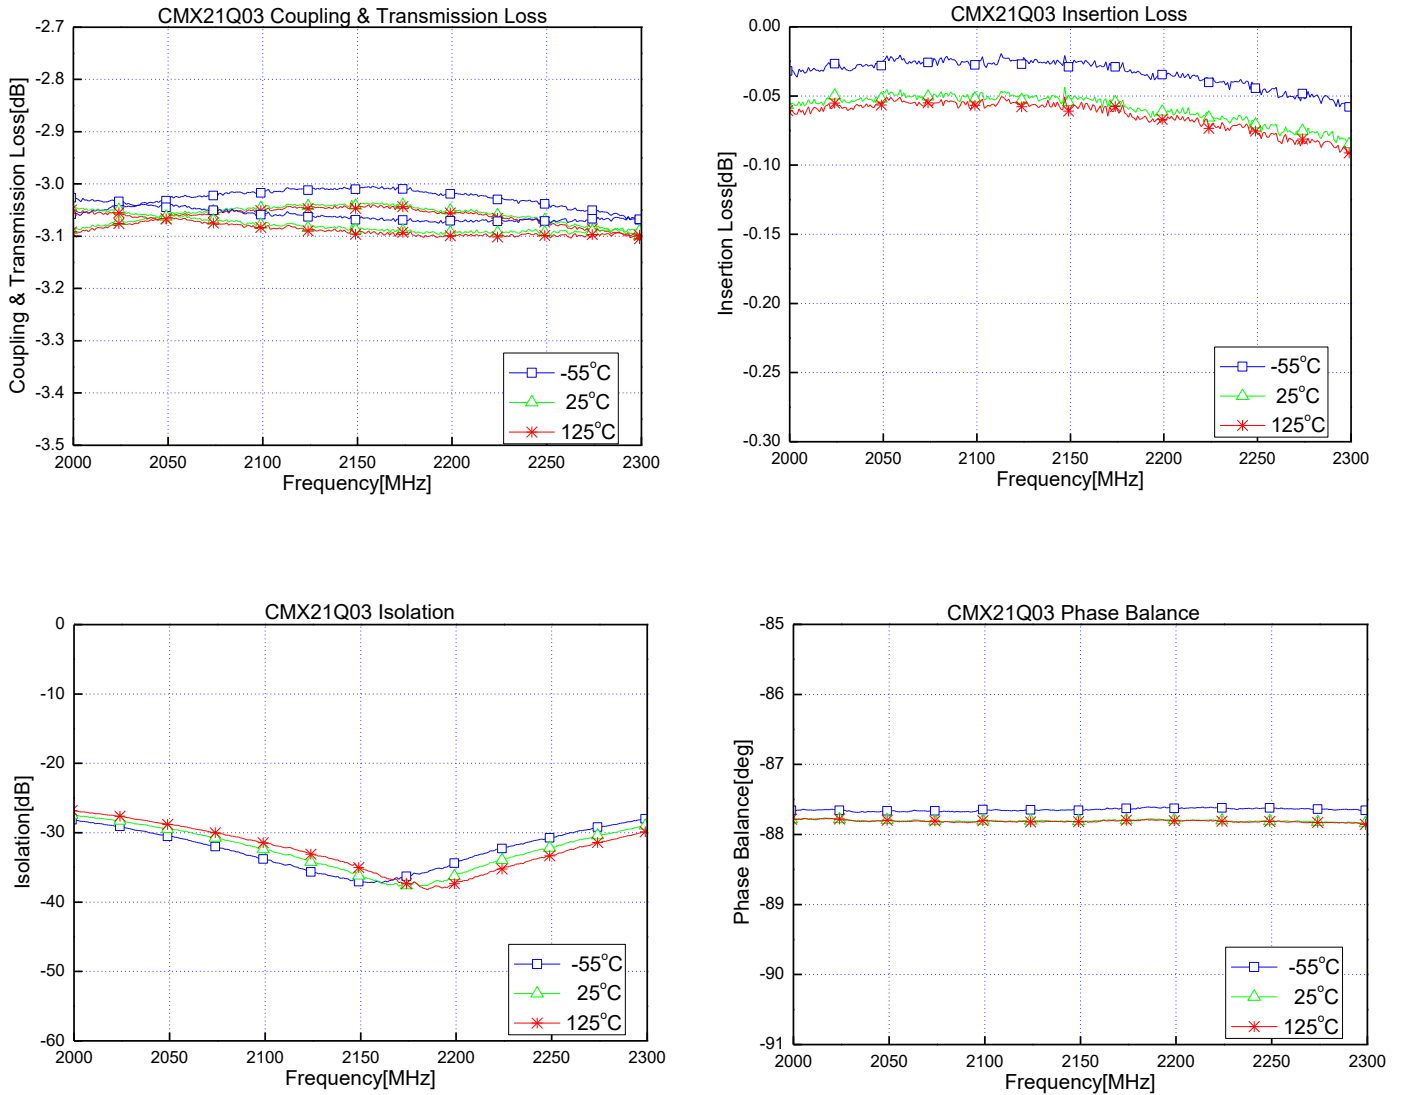 CMX21Q03 Coupling & Transmission Loss
-2.7
-2.8
-2.9
-3.0
-3.1
-3.2
-3.3
-3.4
-3.5
Coupling & Transmission Loss[dB]
-55°C
25°C
125°C
2000 2050 2100 2150 2200 2250 2300
Frequency[MHz]
CMX21Q03 Insertion Loss
0.00
-0.05
-0.10
-0.15
-0.20
-0.25
-0.30
Insertion Loss[dB]
-55°C
25°C
125°C
2000 2050 2100 2150 2200 2250 2300
Frequency[MHz]
CMX21Q03 Isolation
0
-10
-20
-30
-40
-50
-60
Isolation[dB]
-55°C
25°C
125°C
2000 2050 2100 2150 2200 2250 2300
Frequency[MHz]
CMX21Q03 Phase Balance
-85
-86
-87
-88
-89
-90
-91
Phase Balance[deg]
-55°C
25°C
125°C
2000 2050 2100 2150 2200 2250 2300
Frequency[MHz]